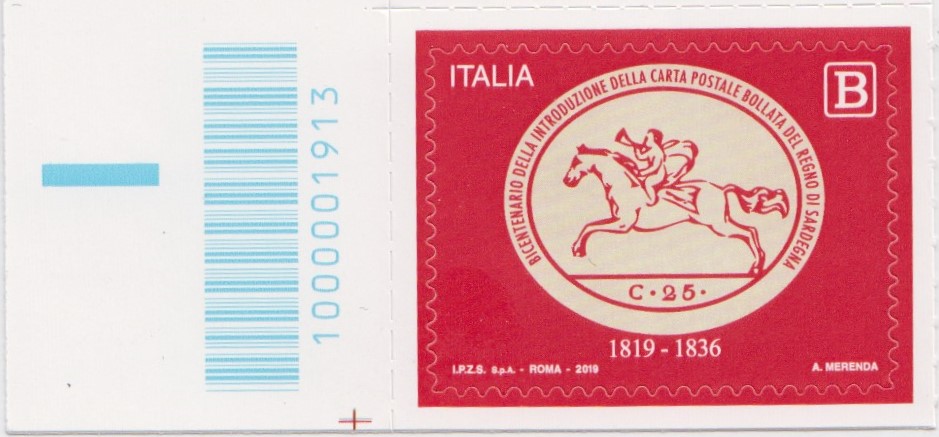 1000001913
ITALIA
B
BICENTENARIO DELLA INTRODUZIONE DELLA CARTA POSTALE BOLLATA DEL REGNO DI SARDEGNA
C·25·
1819 - 1836
I.P.Z.S. S.p.A. - ROMA - 2019
A. MERENDA